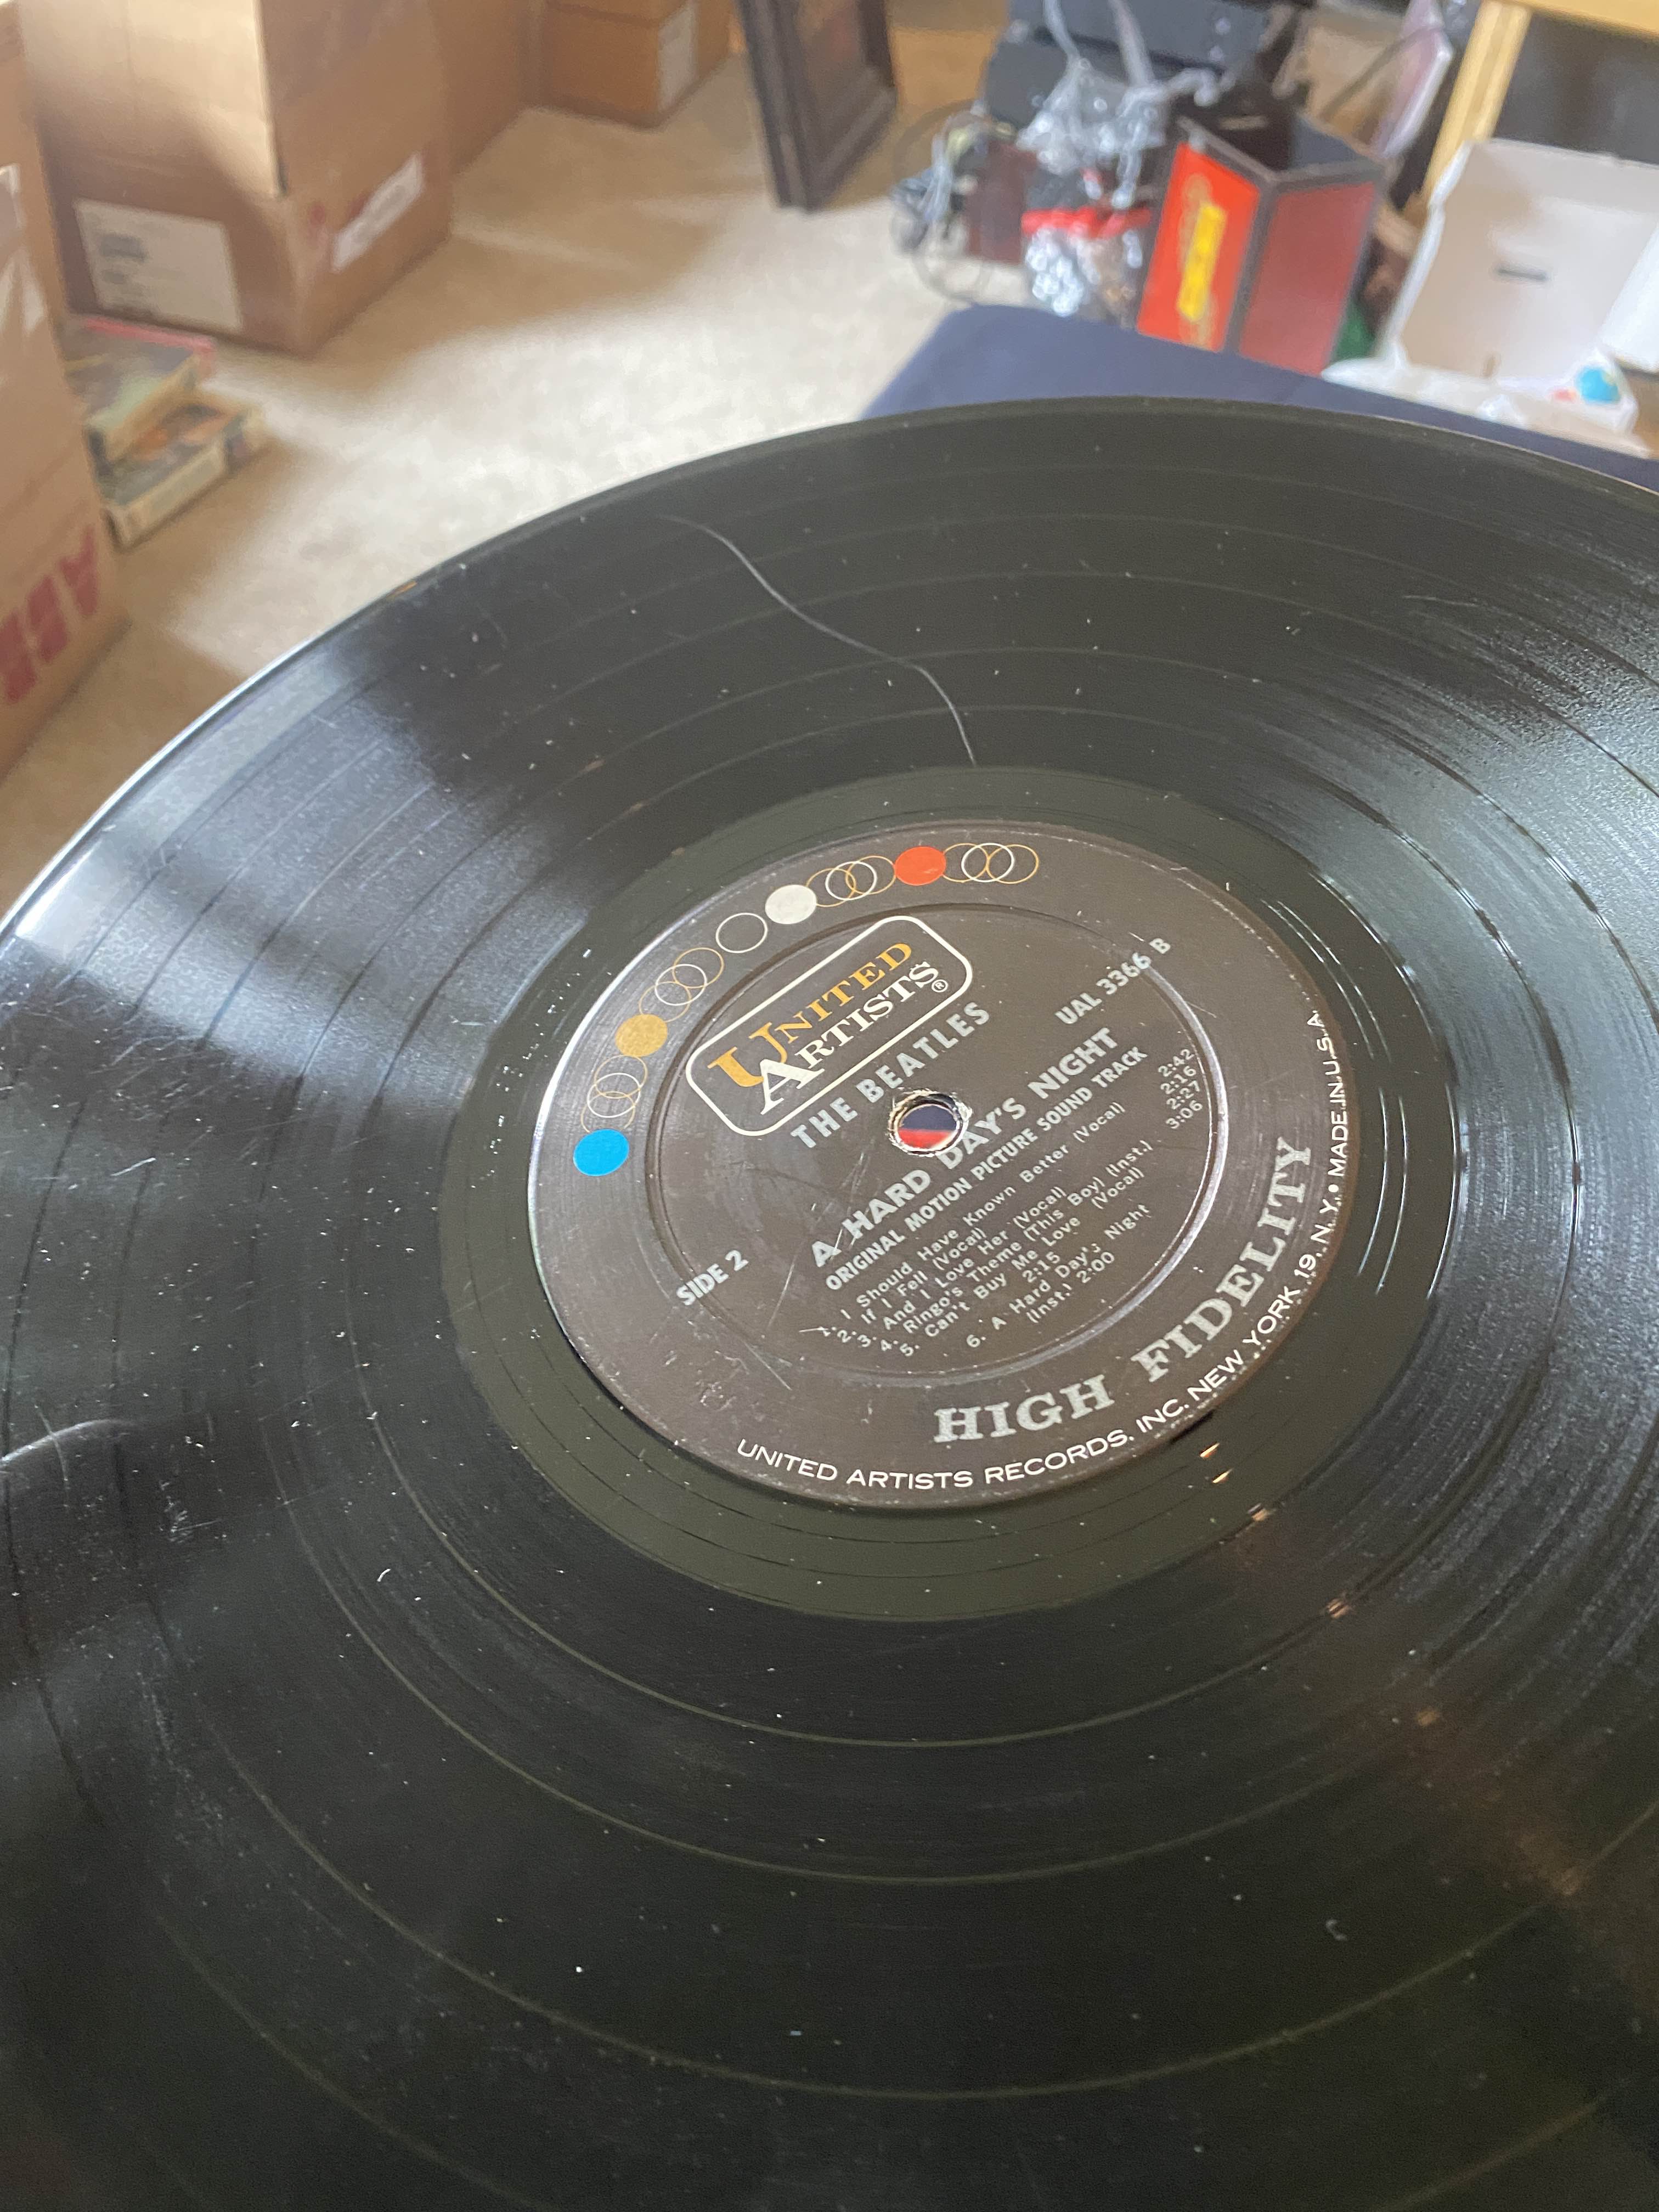 UNITED
ARTISTS®
THE BEATLES
UAL 3366 B
A HARD DAY'S NIGHT
ORIGINAL MOTION PICTURE SOUND TRACK
SIDE 2
1. I Should Have Known Better (Vocal) 2:42
2. If I Fell (Vocal) 2:16
3. And I Love Her (Vocal) 2:27
4. Ringo's Theme (This Boy) (Inst.) 3:06
5. Can't Buy Me Love (Vocal)
2:15
6. A Hard Day's Night
(Inst.) 2:00
HIGH FIDELITY
UNITED ARTISTS RECORDS, INC. NEW YORK 19, N.Y. • MADE IN U.S.A.